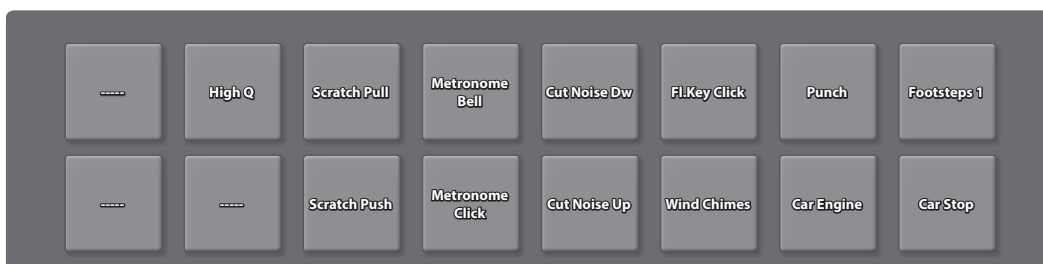 -----
High Q
Scratch Pull
Metronome
Bell
Cut Noise Dw
Fl.Key Click
Punch
Footsteps 1
-----
-----
Scratch Push
Metronome
Click
Cut Noise Up
Wind Chimes
Car Engine
Car Stop